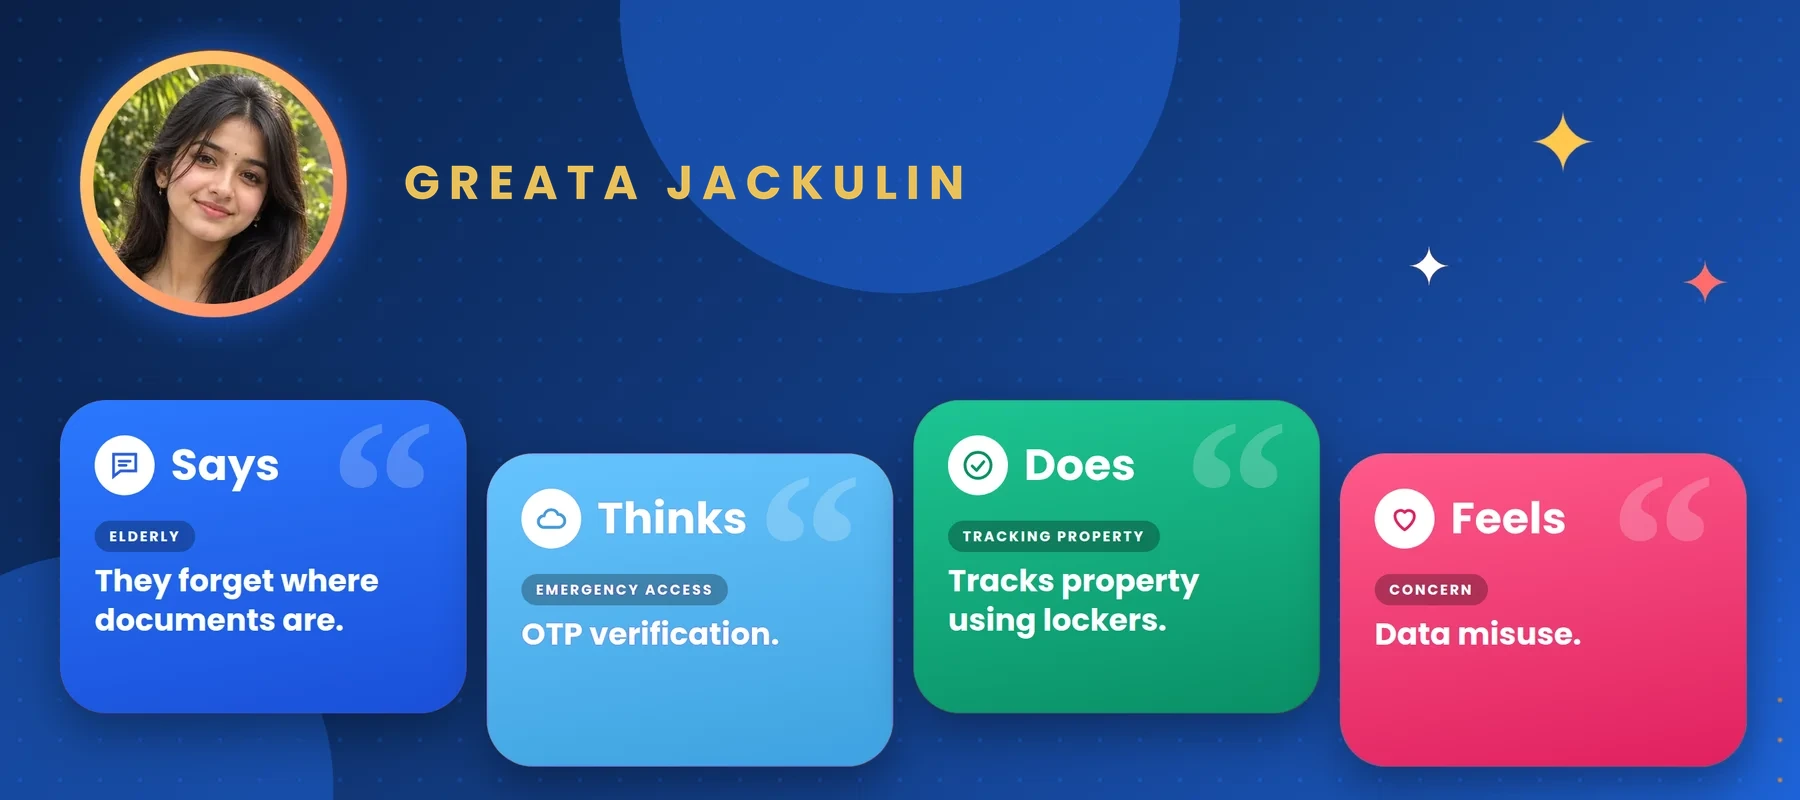 GREATA JACKULIN
Says
ELDERLY
They forget where
documents are.
Thinks
EMERGENCY ACCESS
OTP verification.
Does
TRACKING PROPERTY
Tracks property
using lockers.
Feels
CONCERN
Data misuse.